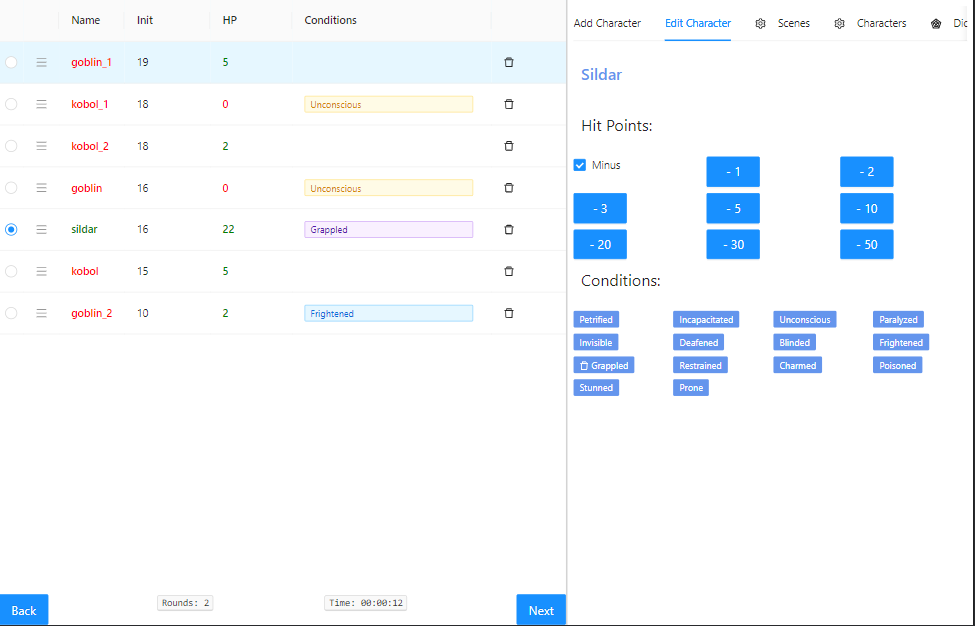 Name Init HP Conditions
goblin_1 19 5
kobol_1 18 0 Unconscious
kobol_2 18 2
goblin 16 0 Unconscious
sildar 16 22 Grappled
kobol 15 5
goblin_2 10 2 Frightened
Back Rounds: 2 Time: 00:00:12 Next
Add Character Edit Character Scenes Characters Dic
Sildar
Hit Points:
Minus - 1 - 2
- 3 - 5 - 10
- 20 - 30 - 50
Conditions:
Petrified Incapacitated Unconscious Paralyzed
Invisible Deafened Blinded Frightened
Grappled Restrained Charmed Poisoned
Stunned Prone